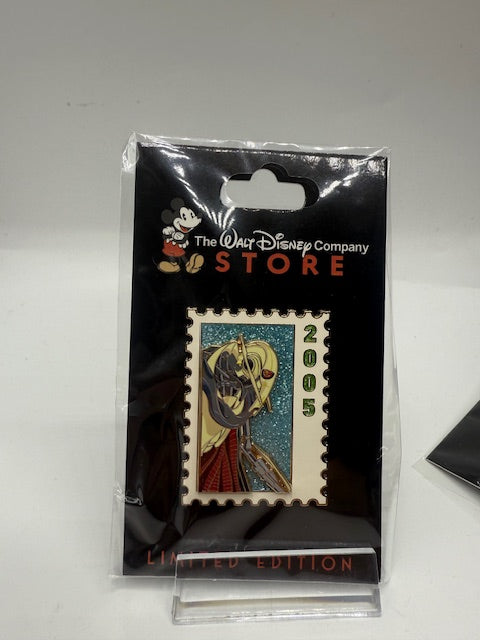 The Walt Disney Company
STORE
2005
LIMITED EDITION